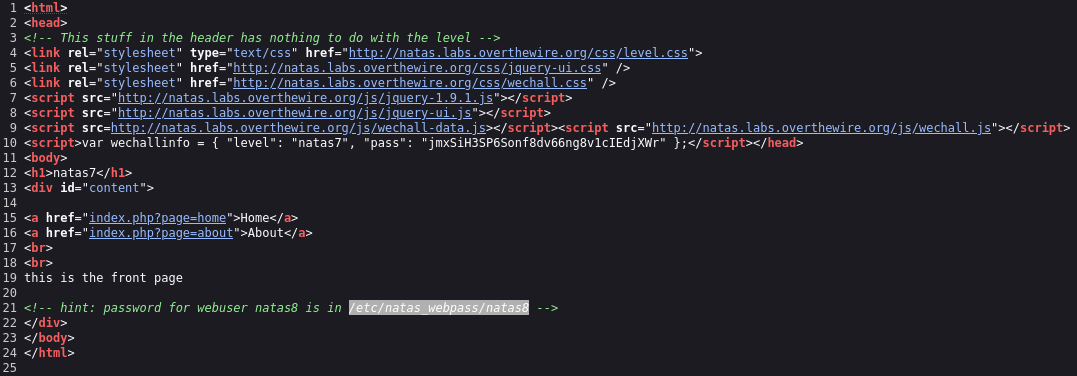 1 <html>
2 <head>
3 <!-- This stuff in the header has nothing to do with the level -->
4 <link rel="stylesheet" type="text/css" href="http://natas.labs.overthewire.org/css/level.css">
5 <link rel="stylesheet" href="http://natas.labs.overthewire.org/css/jquery-ui.css" />
6 <link rel="stylesheet" href="http://natas.labs.overthewire.org/css/wechall.css" />
7 <script src="http://natas.labs.overthewire.org/js/jquery-1.9.1.js"></script>
8 <script src="http://natas.labs.overthewire.org/js/jquery-ui.js"></script>
9 <script src=http://natas.labs.overthewire.org/js/wechall-data.js></script><script src="http://natas.labs.overthewire.org/js/wechall.js"></script>
10 <script>var wechallinfo = { "level": "natas7", "pass": "jmxSiH3SP6Sonf8dv66ng8v1cIEdjXWr" };</script></head>
11 <body>
12 <h1>natas7</h1>
13 <div id="content">
14
15 <a href="index.php?page=home">Home</a>
16 <a href="index.php?page=about">About</a>
17 <br>
18 <br>
19 this is the front page
20
21 <!-- hint: password for webuser natas8 is in /etc/natas_webpass/natas8 -->
22 </div>
23 </body>
24 </html>
25